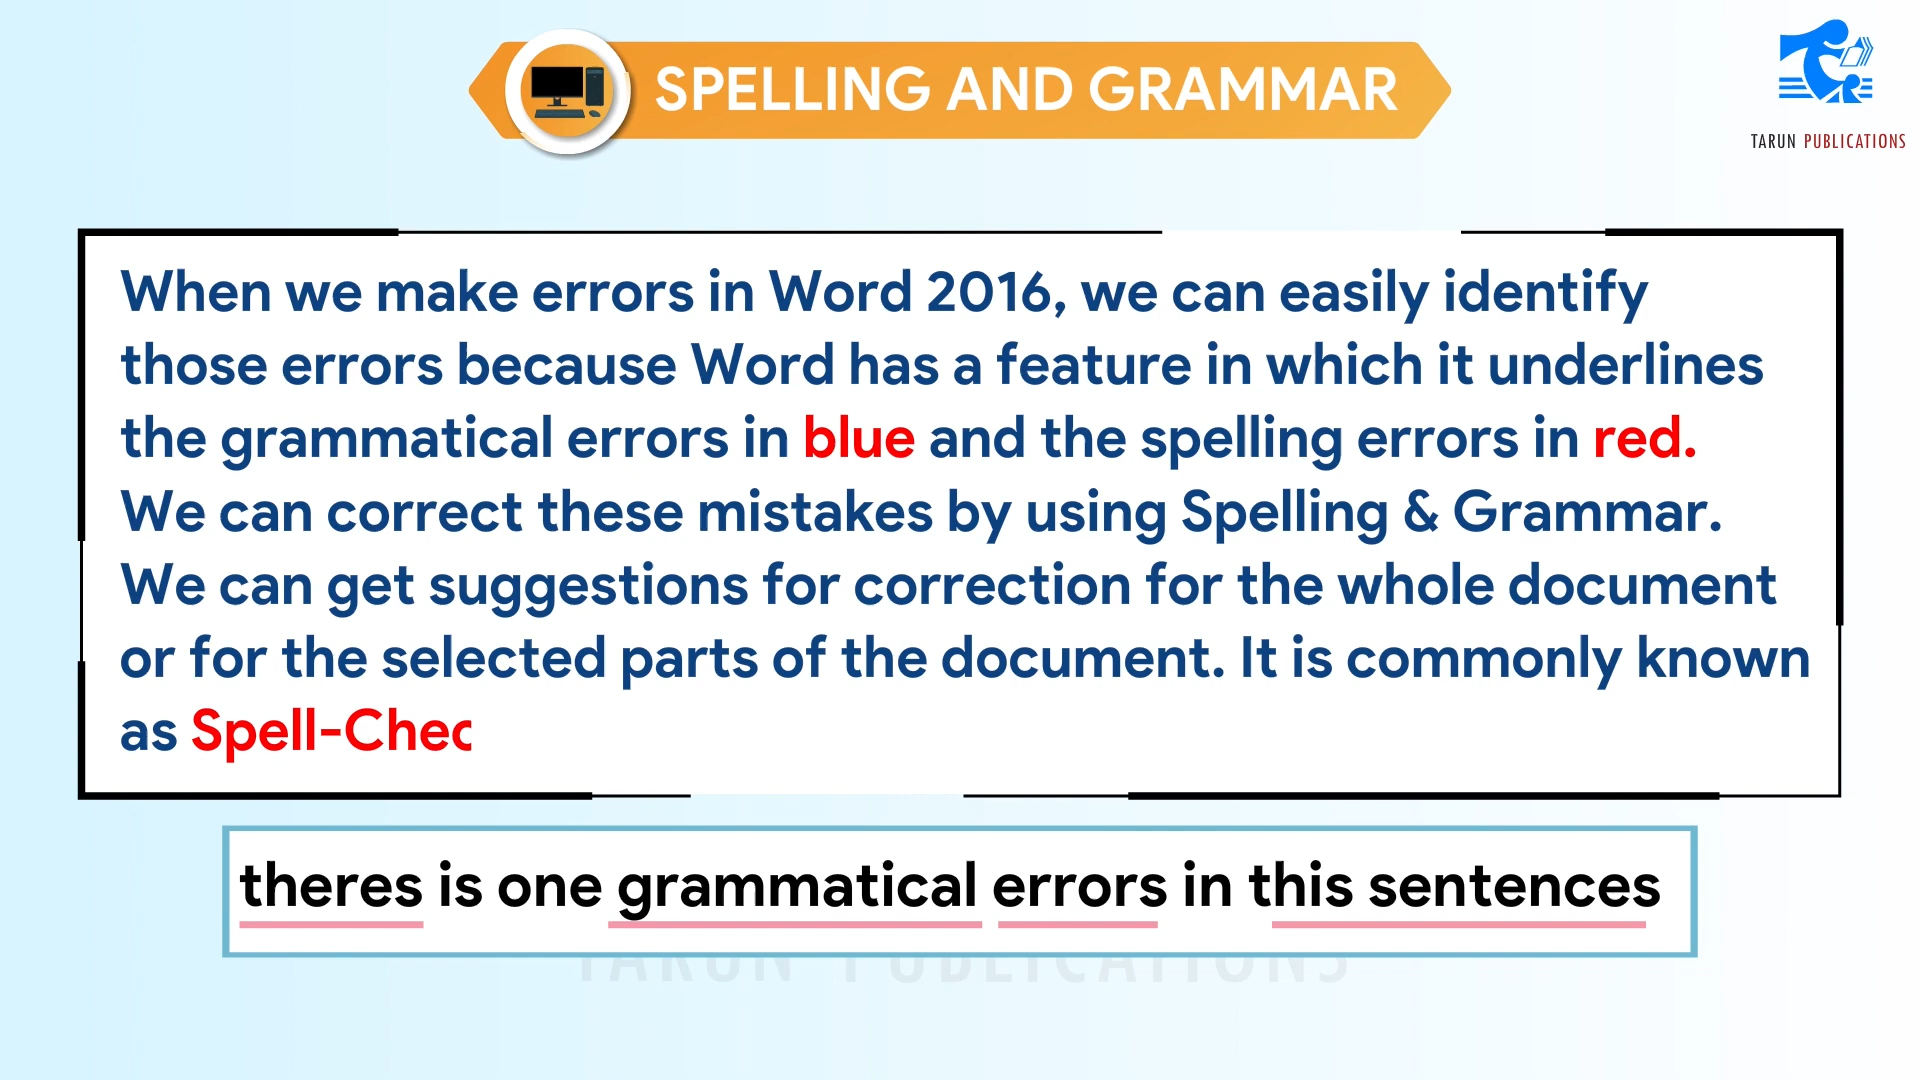 SPELLING AND GRAMMAR
TARUN PUBLICATIONS
When we make errors in Word 2016, we can easily identify
those errors because Word has a feature in which it underlines
the grammatical errors in blue and the spelling errors in red.
We can correct these mistakes by using Spelling & Grammar.
We can get suggestions for correction for the whole document
or for the selected parts of the document. It is commonly known
as Spell-Chec
theres is one grammatical errors in this sentences
TARUN PUBLICATIONS